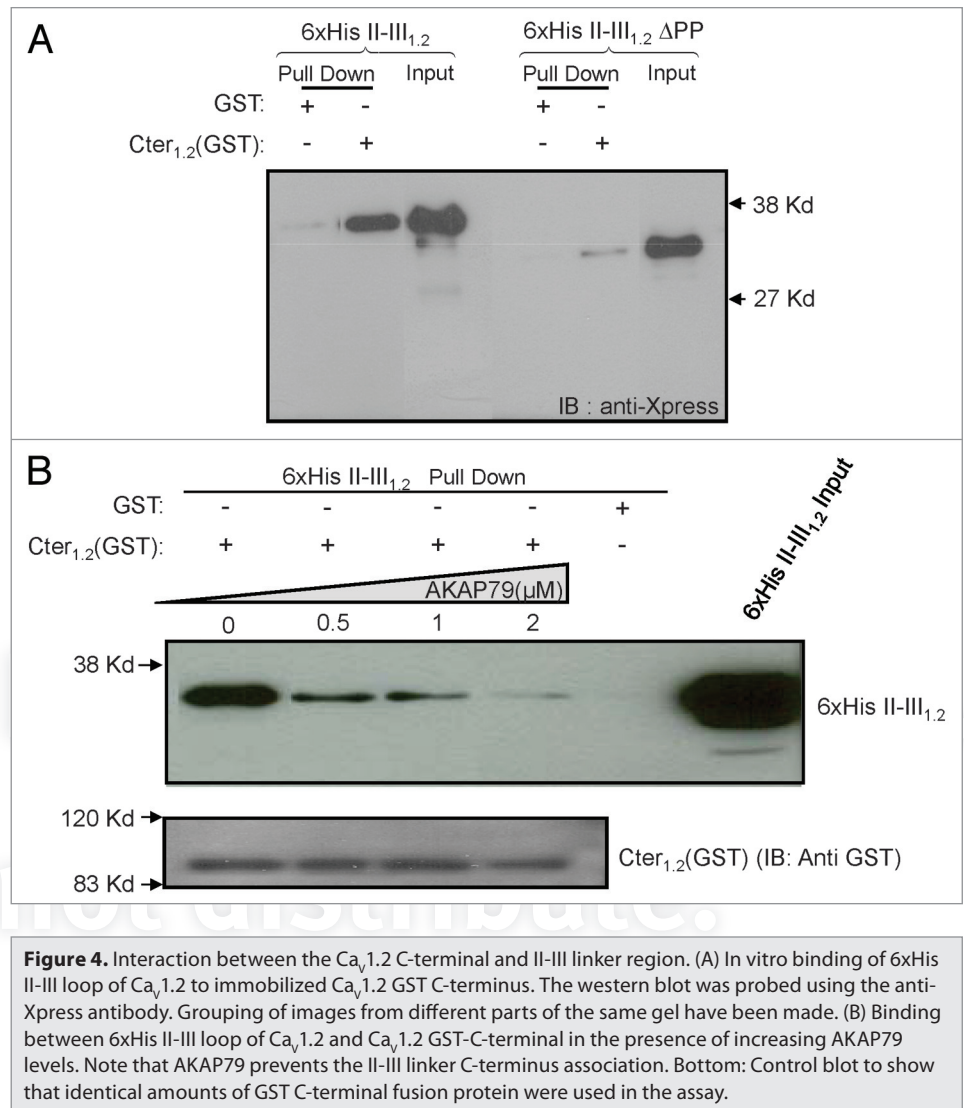 A
6xHis II-III1.2
6xHis II-III1.2 ΔPP
Pull Down Input Pull Down Input
GST: + - + -
Cter1.2(GST): - + - +
38 Kd
27 Kd
IB : anti-Xpress
B
6xHis II-III1.2 Pull Down
6xHis II-III1.2 Input
GST: - - - - +
Cter1.2(GST): + + + + -
AKAP79(µM)
0 0.5 1 2
38 Kd
6xHis II-III1.2
120 Kd
Cter1.2(GST) (IB: Anti GST)
83 Kd
not distribute.
Figure 4. Interaction between the CaV1.2 C-terminal and II-III linker region. (A) In vitro binding of 6xHis
II-III loop of CaV1.2 to immobilized CaV1.2 GST C-terminus. The western blot was probed using the anti-
Xpress antibody. Grouping of images from different parts of the same gel have been made. (B) Binding
between 6xHis II-III loop of CaV1.2 and CaV1.2 GST-C-terminal in the presence of increasing AKAP79
levels. Note that AKAP79 prevents the II-III linker C-terminus association. Bottom: Control blot to show
that identical amounts of GST C-terminal fusion protein were used in the assay.